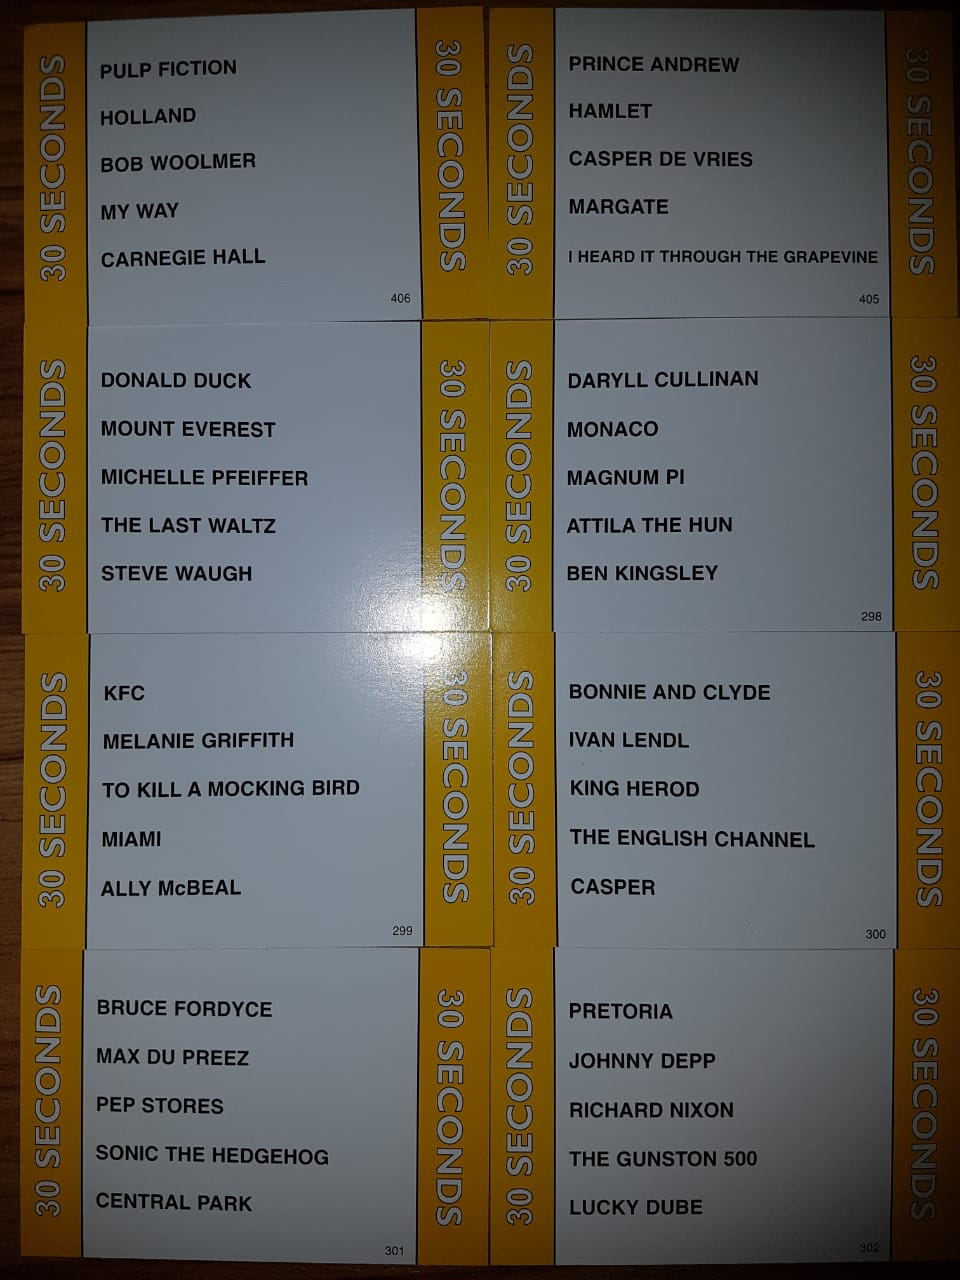 30 SECONDS
PULP FICTION
HOLLAND
BOB WOOLMER
MY WAY
CARNEGIE HALL
406
30 SECONDS
30 SECONDS
PRINCE ANDREW
HAMLET
CASPER DE VRIES
MARGATE
I HEARD IT THROUGH THE GRAPEVINE
405
30 SECONDS
30 SECONDS
DONALD DUCK
MOUNT EVEREST
MICHELLE PFEIFFER
THE LAST WALTZ
STEVE WAUGH
30 SECONDS
30 SECONDS
DARYLL CULLINAN
MONACO
MAGNUM PI
ATTILA THE HUN
BEN KINGSLEY
298
30 SECONDS
30 SECONDS
KFC
MELANIE GRIFFITH
TO KILL A MOCKING BIRD
MIAMI
ALLY McBEAL
299
30 SECONDS
30 SECONDS
BONNIE AND CLYDE
IVAN LENDL
KING HEROD
THE ENGLISH CHANNEL
CASPER
300
30 SECONDS
30 SECONDS
BRUCE FORDYCE
MAX DU PREEZ
PEP STORES
SONIC THE HEDGEHOG
CENTRAL PARK
301
30 SECONDS
30 SECONDS
PRETORIA
JOHNNY DEPP
RICHARD NIXON
THE GUNSTON 500
LUCKY DUBE
302
30 SECONDS